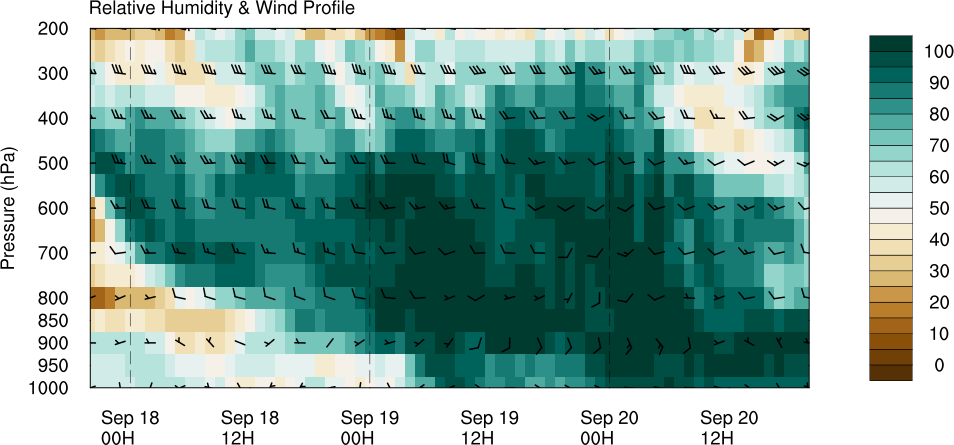 Relative Humidity & Wind Profile
Pressure (hPa)
200
300
400
500
600
700
800
850
900
950
1000
Sep 18
00H
Sep 18
12H
Sep 19
00H
Sep 19
12H
Sep 20
00H
Sep 20
12H
100
90
80
70
60
50
40
30
20
10
0